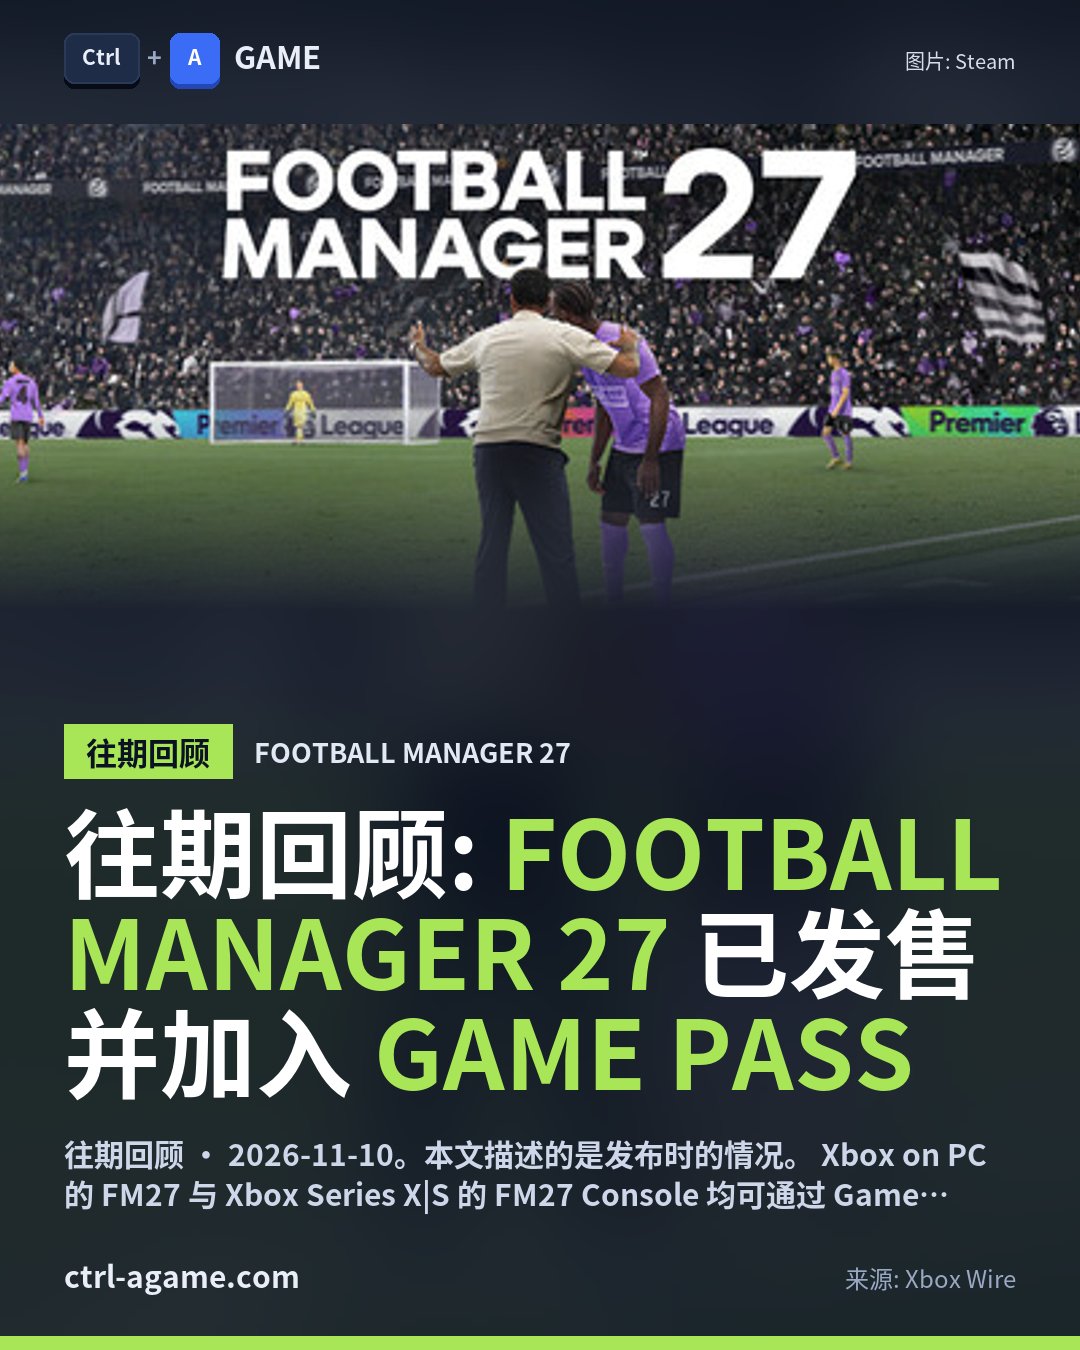 Ctrl + A GAME
图片: Steam
FOOTBALL MANAGER
FOOTBALL
MANAGER 27
4
eague
Premier League
Premier
League
27
往期回顾 FOOTBALL MANAGER 27
往期回顾: FOOTBALL
MANAGER 27 已发售
并加入 GAME PASS
往期回顾 · 2026-11-10。本文描述的是发布时的情况。 Xbox on PC
的 FM27 与 Xbox Series X|S 的 FM27 Console 均可通过 Game…
ctrl-agame.com
来源: Xbox Wire